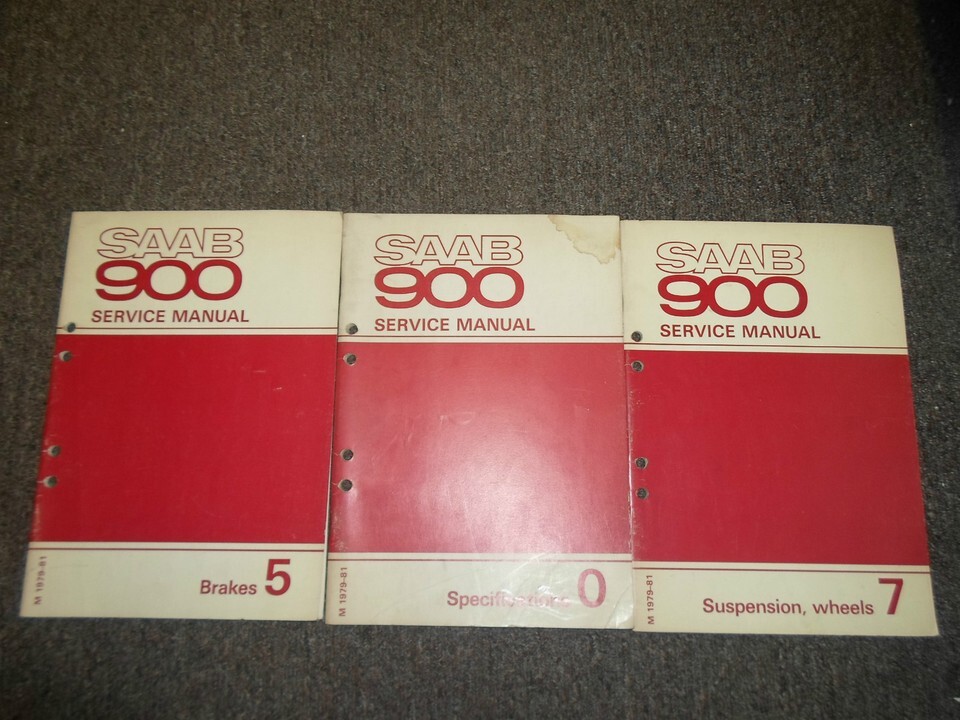 SAAB
900
SERVICE MANUAL
M 1979-81
Brakes 5
SAAB
900
SERVICE MANUAL
M 1979-81
Specifications 0
SAAB
900
SERVICE MANUAL
M 1979-81
Suspension, wheels 7